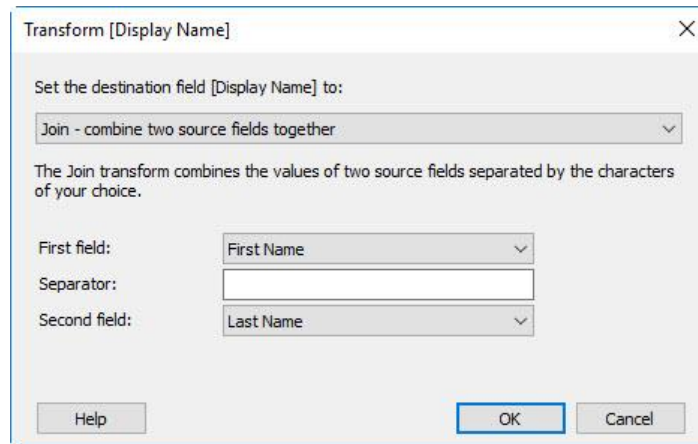 Transform [Display Name]
Set the destination field [Display Name] to:
Join - combine two source fields together
The Join transform combines the values of two source fields separated by the characters
of your choice.
First field: First Name
Separator:
Second field: Last Name
Help OK Cancel